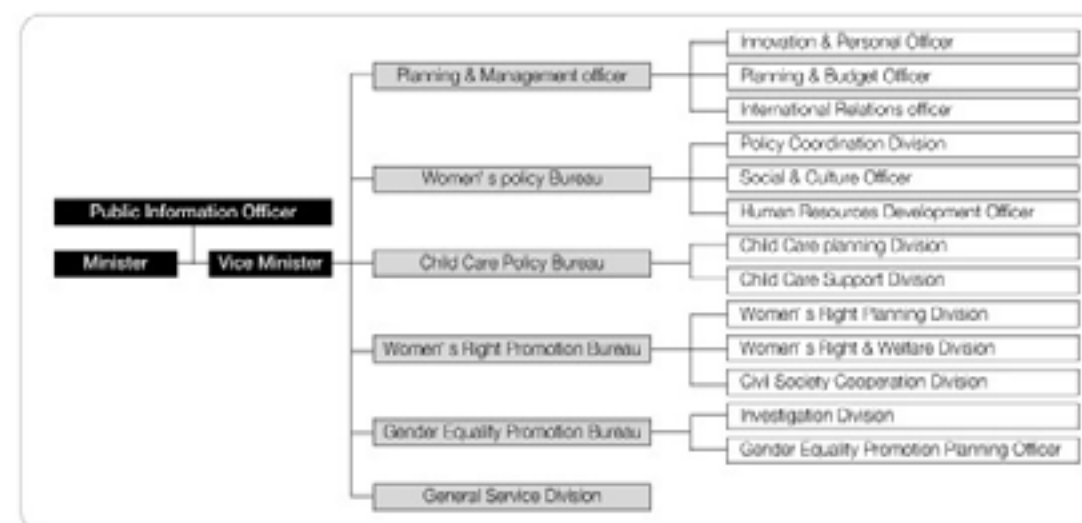 Public Information Officer
Minister
Vice Minister
Planning & Management officer
Innovation & Personal Officer
Planning & Budget Officer
International Relations officer
Women's policy Bureau
Policy Coordination Division
Social & Culture Officer
Human Resources Development Officer
Child Care Policy Bureau
Child Care planning Division
Child Care Support Division
Women's Right Promotion Bureau
Women's Right Planning Division
Women's Right & Welfare Division
Civil Society Cooperation Division
Gender Equality Promotion Bureau
Investigation Division
Gender Equality Promotion Planning Officer
General Service Division